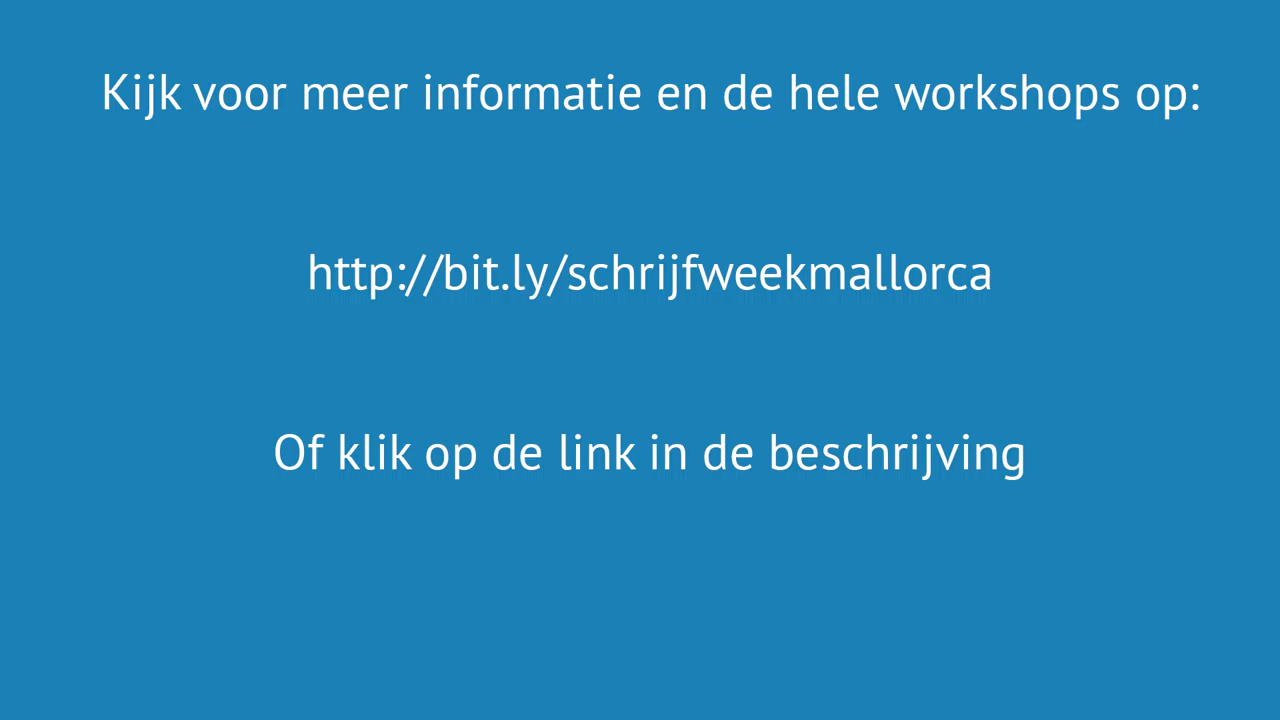 Kijk voor meer informatie en de hele workshops op:
http://bit.ly/schrijfweekmallorca
Of klik op de link in de beschrijving